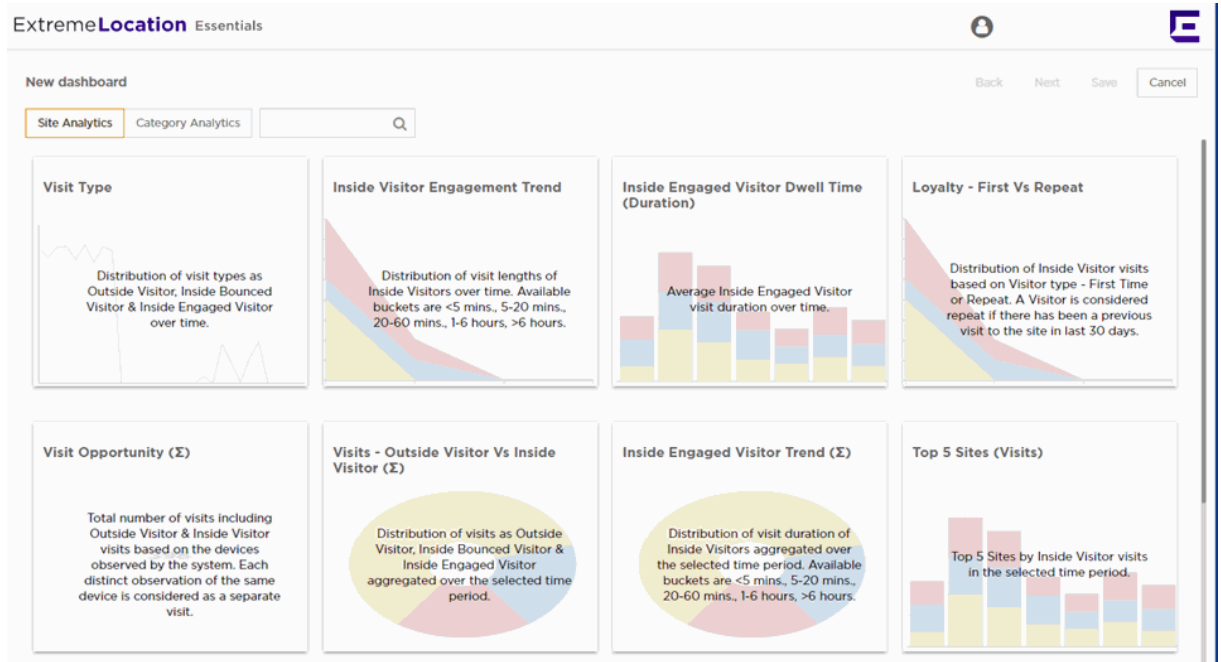 ExtremeLocation Essentials
New dashboard
Back Next Save Cancel
Site Analytics Category Analytics
Visit Type
Distribution of visit types as
Outside Visitor, Inside Bounced
Visitor & Inside Engaged Visitor
over time.
Inside Visitor Engagement Trend
Distribution of visit lengths of
Inside Visitors over time. Available
buckets are <5 mins., 5-20 mins.,
20-60 mins., 1-6 hours, >6 hours.
Inside Engaged Visitor Dwell Time
(Duration)
Average Inside Engaged Visitor
visit duration over time.
Loyalty - First Vs Repeat
Distribution of Inside Visitor visits
based on Visitor type - First Time
or Repeat. A Visitor is considered
repeat if there has been a previous
visit to the site in last 30 days.
Visit Opportunity (Σ)
Total number of visits including
Outside Visitor & Inside Visitor
visits based on the devices
observed by the system. Each
distinct observation of the same
device is considered as a separate
visit.
Visits - Outside Visitor Vs Inside
Visitor (Σ)
Distribution of visits as Outside
Visitor, Inside Bounced Visitor &
Inside Engaged Visitor
aggregated over the selected time
period.
Inside Engaged Visitor Trend (Σ)
Distribution of visit duration of
Inside Visitors aggregated over
the selected time period. Available
buckets are <5 mins., 5-20 mins.,
20-60 mins., 1-6 hours, >6 hours.
Top 5 Sites (Visits)
Top 5 Sites by Inside Visitor visits
in the selected time period.